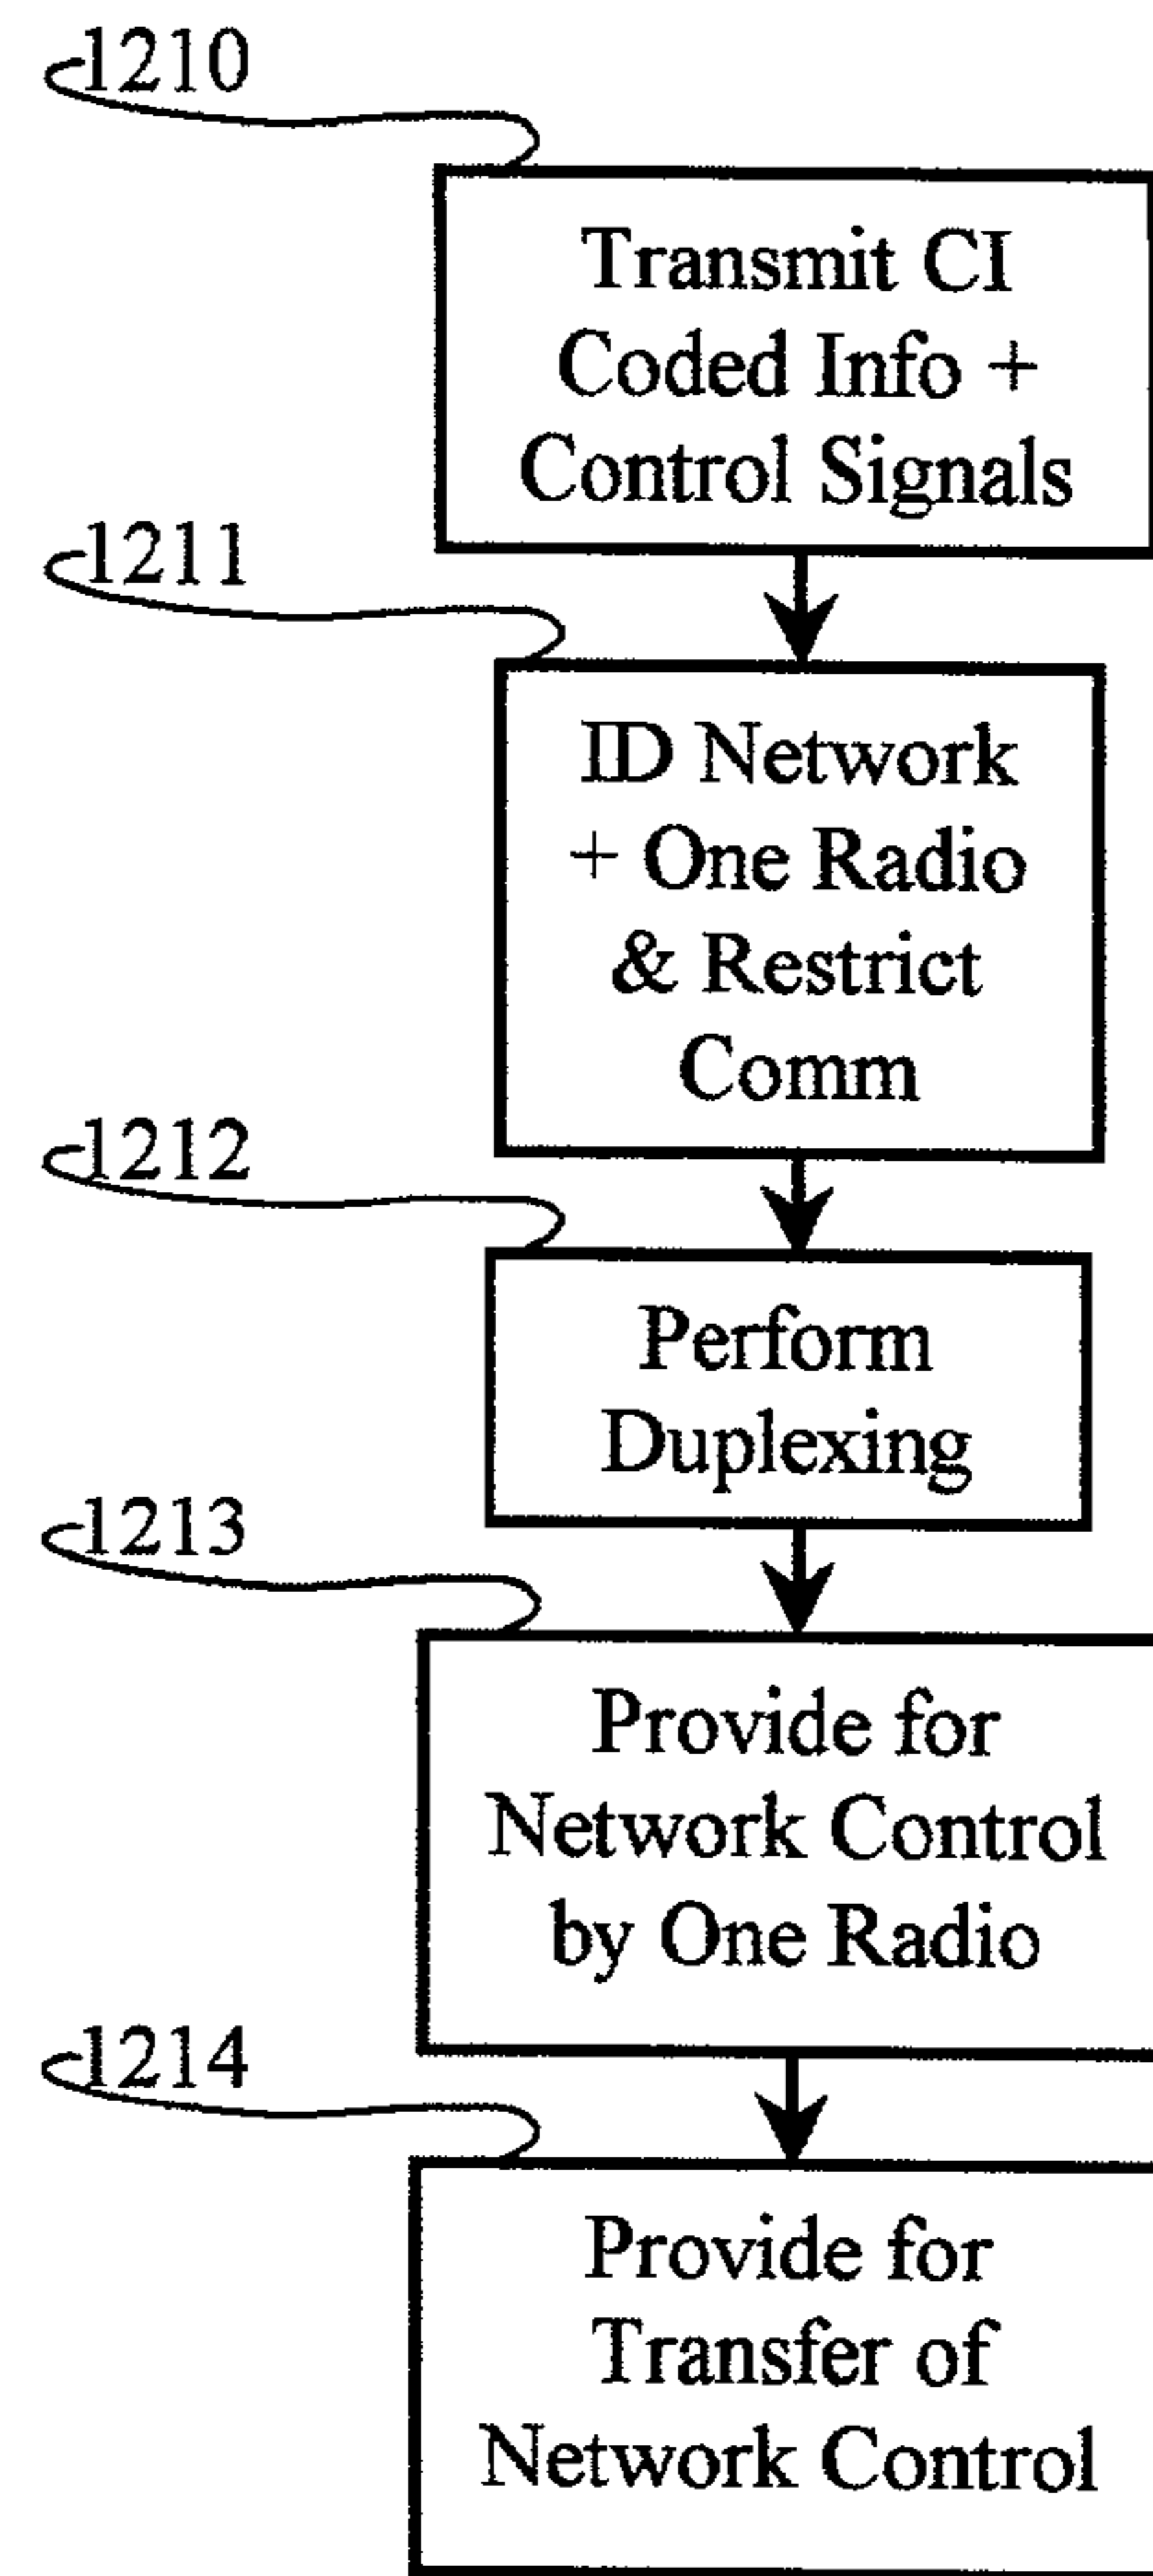 1210
Transmit CI
Coded Info +
Control Signals
1211
ID Network
+ One Radio
& Restrict
Comm
1212
Perform
Duplexing
1213
Provide for
Network Control
by One Radio
1214
Provide for
Transfer of
Network Control